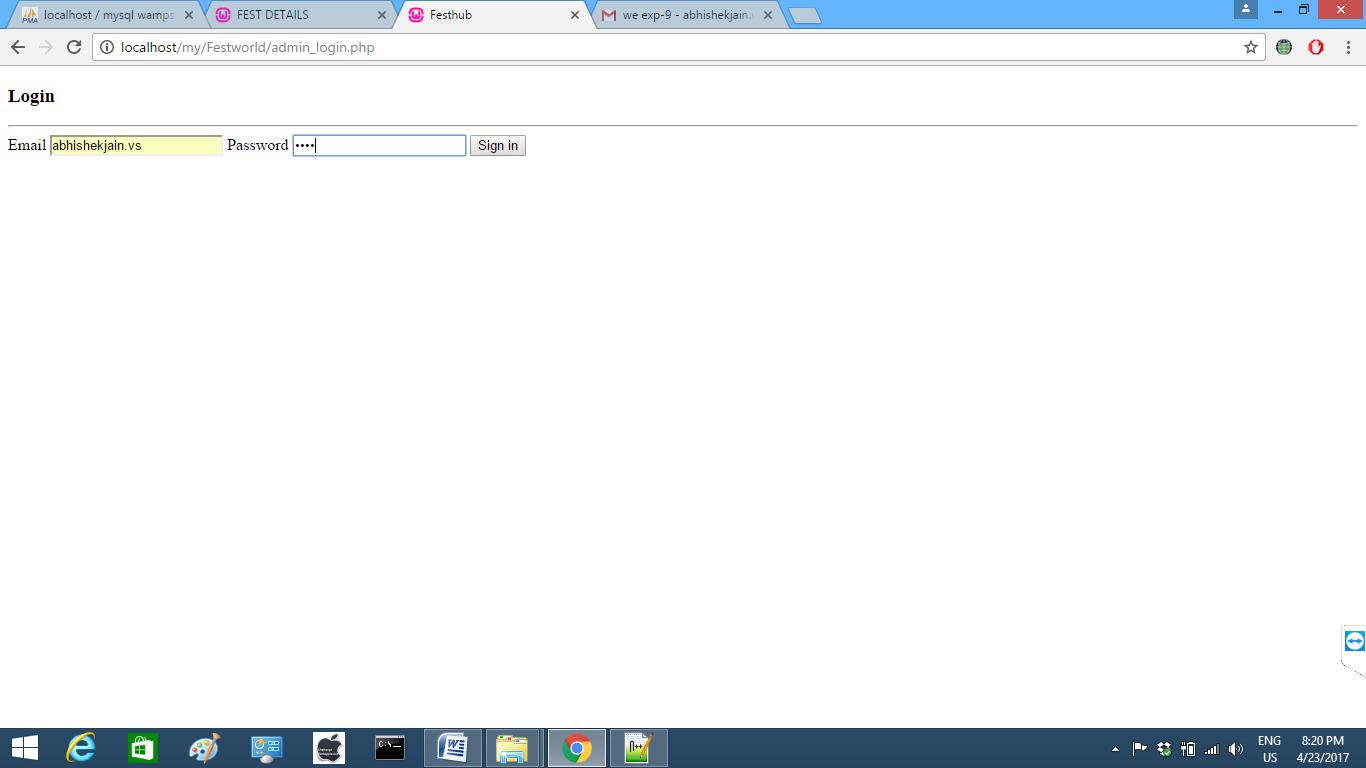 localhost / mysql wamps
FEST DETAILS
Festhub
we exp-9 - abhishekjain.
localhost/my/Festworld/admin_login.php
Login
Email abhishekjain.vs Password •••• Sign in
ENG 8:20 PM
US 4/23/2017